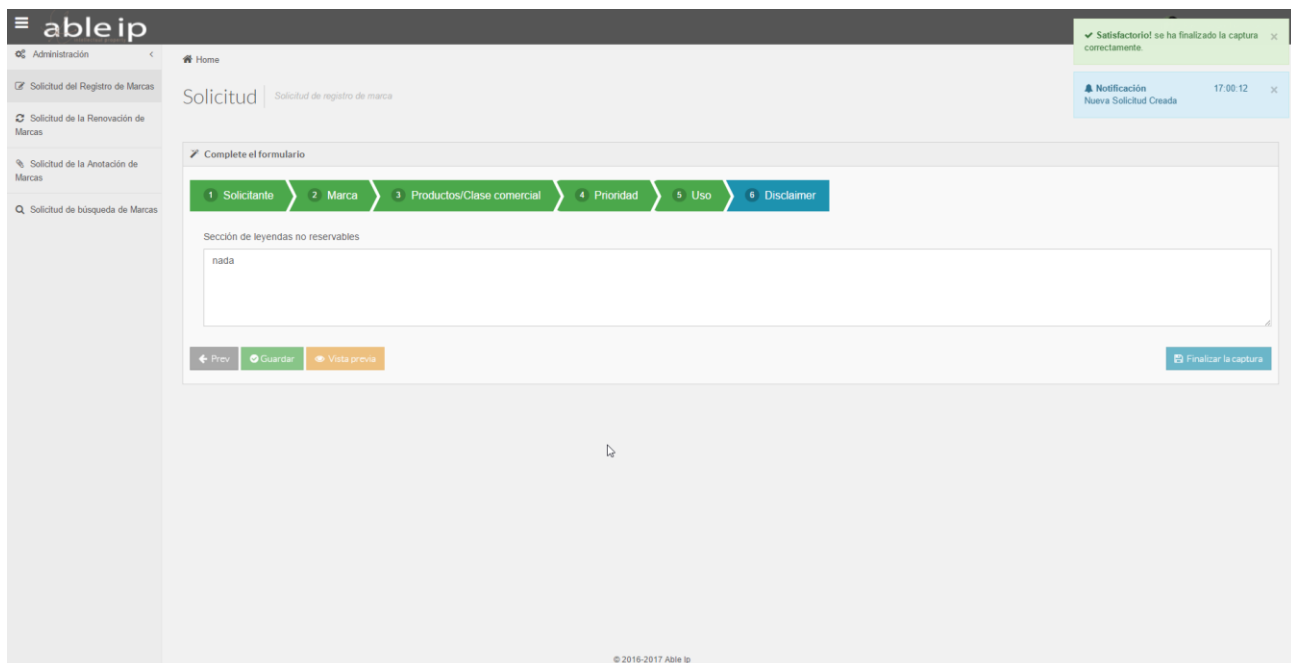 able ip
✔ Satisfactorio! se ha finalizado la captura
correctamente.
Administración
Home
Solicitud del Registro de Marcas
Solicitud
Solicitud de registro de marca
Notificación 17:00:12
Nueva Solicitud Creada
Solicitud de la Renovación de
Marcas
Solicitud de la Anotación de
Marcas
Solicitud de búsqueda de Marcas
Complete el formulario
1 Solicitante 2 Marca 3 Productos/Clase comercial 4 Prioridad 5 Uso 6 Disclaimer
Sección de leyendas no reservables
nada
Prev Guardar Vista previa Finalizar la captura
© 2016-2017 Able Ip